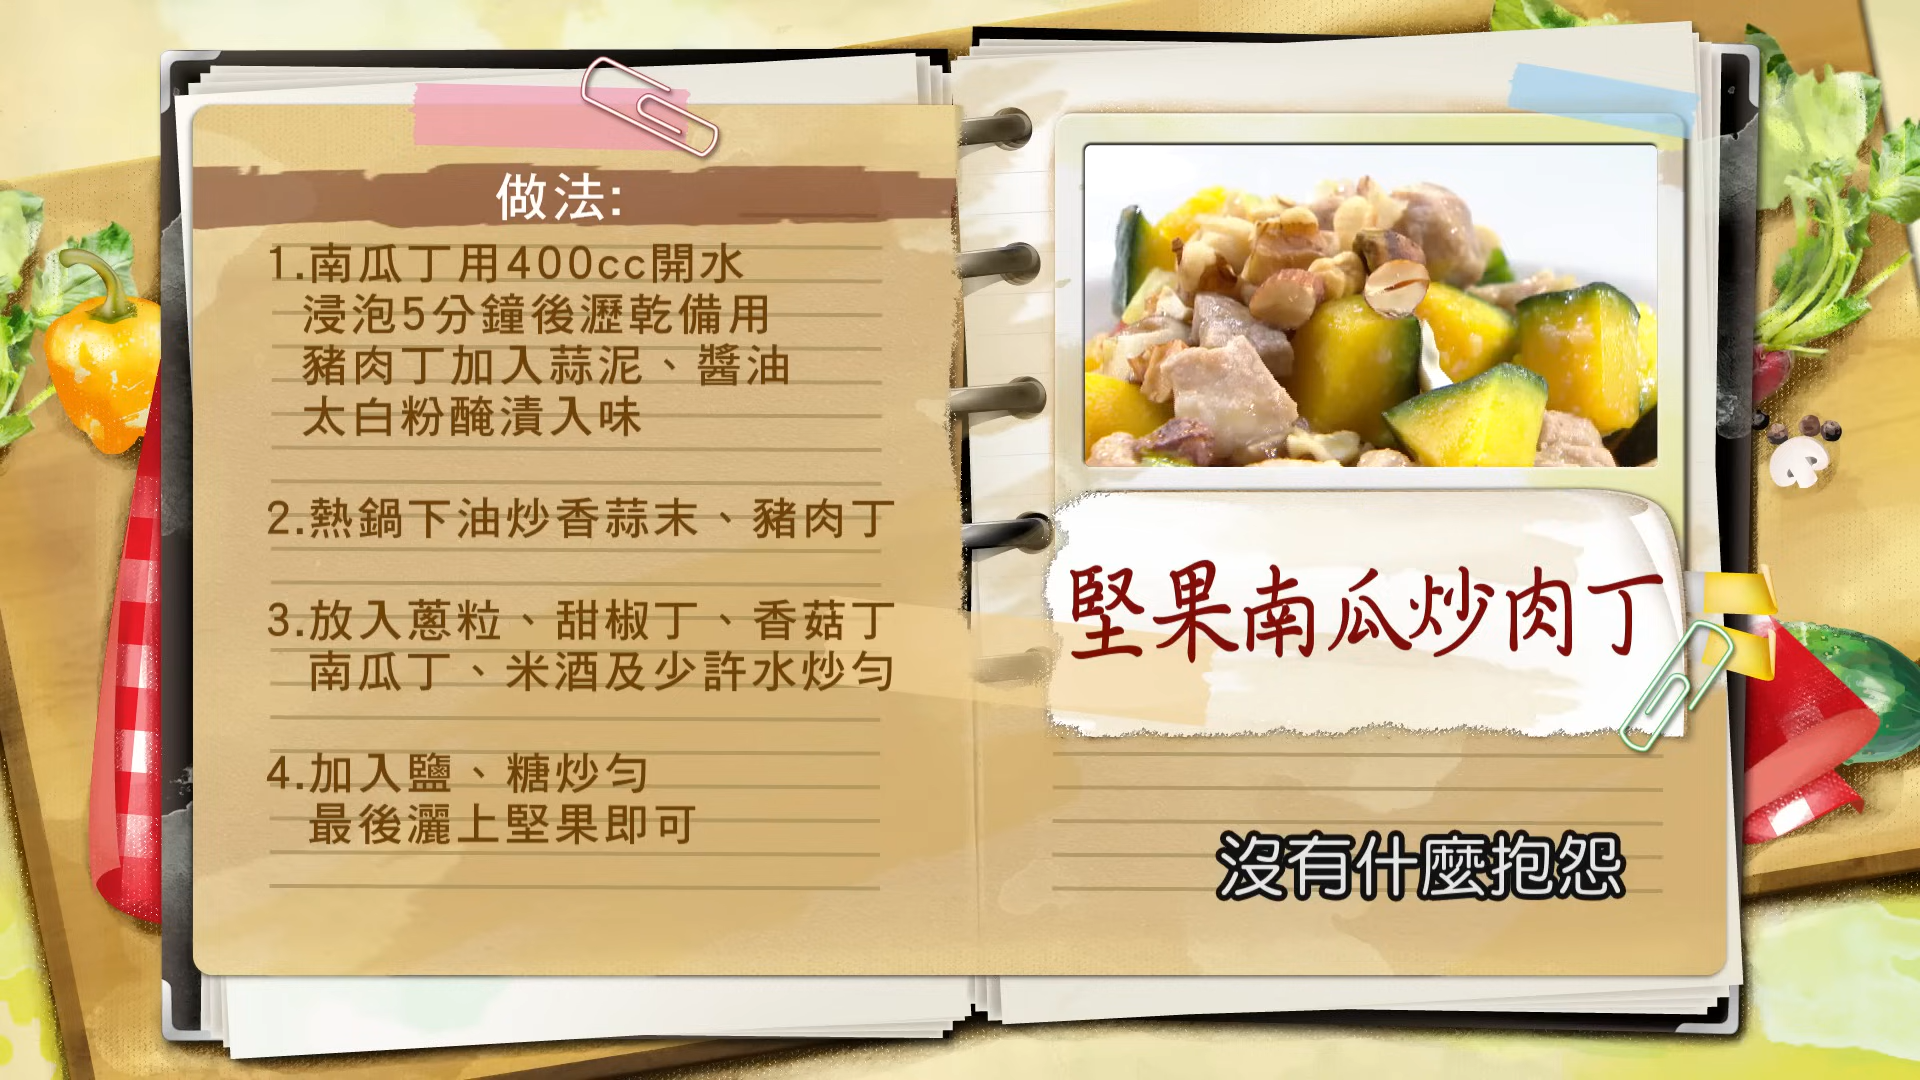 做法:
1.南瓜丁用400cc開水
浸泡5分鐘後瀝乾備用
豬肉丁加入蒜泥、醬油
太白粉醃漬入味
2.熱鍋下油炒香蒜末、豬肉丁
3.放入蔥粒、甜椒丁、香菇丁
南瓜丁、米酒及少許水炒勻
4.加入鹽、糖炒勻
最後灑上堅果即可
堅果南瓜炒肉丁
沒有什麼抱怨